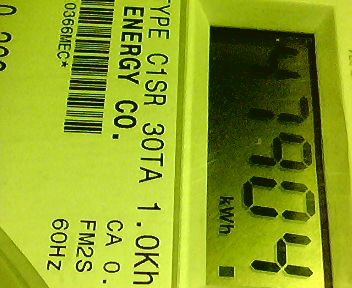 47804
kWh
TYPE C1SR 30TA 1.0Kh
ENERGY CO. CA 0.
FM2S
0366MEC* 60HZ